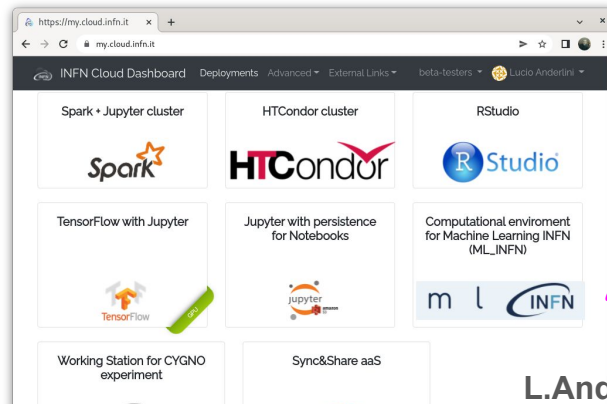 https://my.cloud.infn.it × +
my.cloud.infn.it
INFN Cloud Dashboard Deployments Advanced External Links beta-testers Lucio Anderlini
Spark + Jupyter cluster
HTCondor cluster
RStudio
Spark
HTCondor
R Studio
TensorFlow with Jupyter
Jupyter with persistence
for Notebooks
Computational enviroment
for Machine Learning INFN
(ML_INFN)
TensorFlow
GPU
jupyter
amazon
m l INFN
Working Station for CYGNO
experiment
Sync&Share aaS
L.And